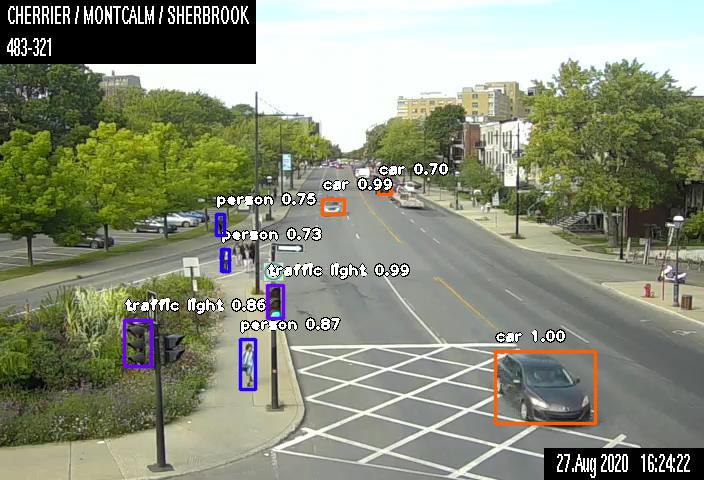 CHERRIER / MONTCALM / SHERBROOK
483-321
car 0.70
car 0.99
person 0.75
person 0.73
traffic light 0.99
traffic light 0.86
person 0.87
car 1.00
27.Aug 2020 16:24:22